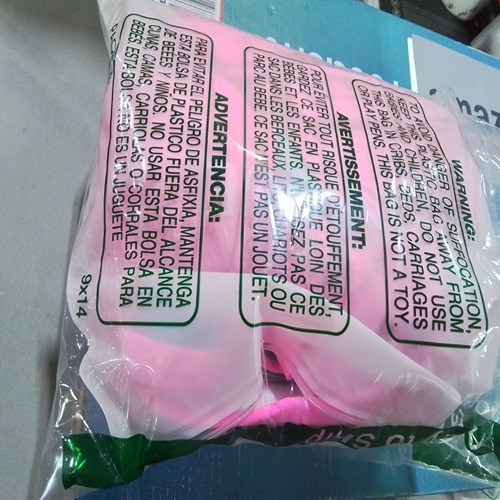 WARNING:
TO AVOID DANGER OF SUFFOCATION,
KEEP THIS PLASTIC BAG AWAY FROM
BABIES AND CHILDREN. DO NOT USE
THIS BAG IN CRIBS, BEDS, CARRIAGES
OR PLAY PENS. THIS BAG IS NOT A TOY.
AVERTISSEMENT:
POUR EVITER TOUT RISQUE D'ETOUFFEMENT,
GARDEZ CE SAC EN PLASTIQUE LOIN DES
BEBES ET LES ENFANTS. N'UTILISEZ PAS CE
SAC DANS LES BERCEAUX, LITS, CHARIOTS OU
PARC AU BEBE CE SAC N'EST PAS UN JOUET.
ADVERTENCIA:
PARA EVITAR EL PELIGRO DE ASFIXIA, MANTENGA
ESTA BOLSA DE PLASTICO FUERA DEL ALCANCE
DE BEBES Y NIÑOS. NO USAR ESTA BOLSA EN
CUNAS, CAMAS, CARRIOLAS O CORRALES PARA
BEBES. ESTA BOLSA NO ES UN JUGUETE
9X14